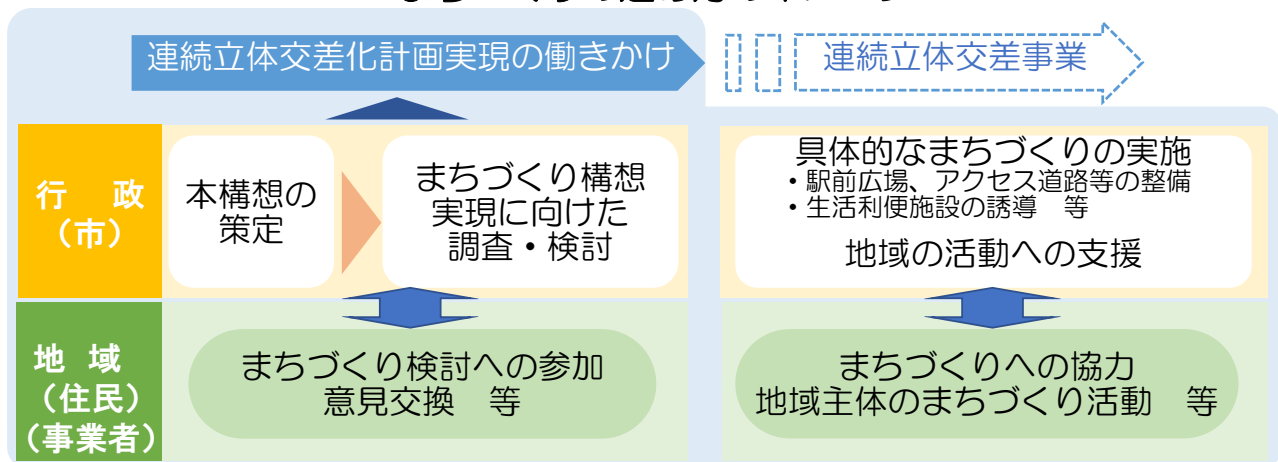 連続立体交差化計画実現の働きかけ
連続立体交差事業
行 政
（市）
本構想の
策定
まちづくり構想
実現に向けた
調査・検討
具体的なまちづくりの実施
・駅前広場、アクセス道路等の整備
・生活利便施設の誘導 等
地域の活動への支援
地 域
（住民）
（事業者）
まちづくり検討への参加
意見交換 等
まちづくりへの協力
地域主体のまちづくり活動 等